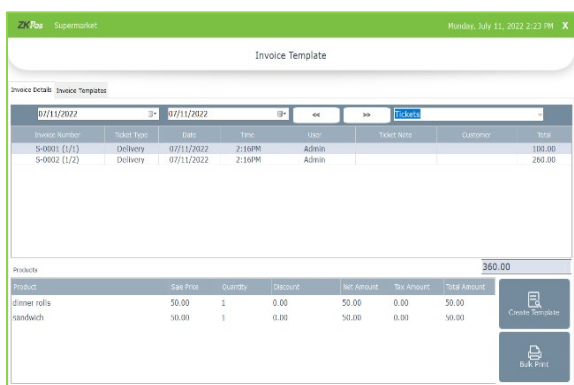 ZKPos Supermarket Monday, July 11, 2022 2:23 PM X
Invoice Template
Invoice Details Invoice Templates
07/11/2022 07/11/2022 << >> Tickets
Invoice Number Ticket Type Date Time User Ticket Note Customer Total
S-0001 (1/1) Delivery 07/11/2022 2:16PM Admin 100.00
S-0002 (1/2) Delivery 07/11/2022 2:16PM Admin 260.00
Products 360.00
Product Sale Price Quantity Discount Net Amount Tax Amount Total Amount
dinner rolls 50.00 1 0.00 50.00 0.00 50.00
sandwich 50.00 1 0.00 50.00 0.00 50.00
Create Template
Bulk Print